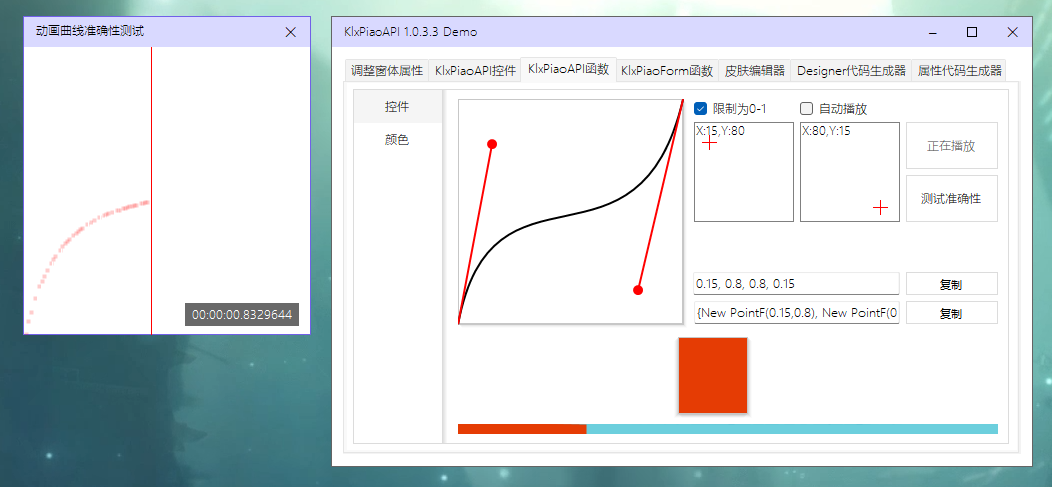 动画曲线准确性测试
00:00:00.8329644
KlxPiaoAPI 1.0.3.3 Demo
调整窗体属性 KlxPiaoAPI控件 KlxPiaoAPI函数 KlxPiaoForm函数 皮肤编辑器 Designer代码生成器 属性代码生成器
控件
颜色
限制为0-1 自动播放
X:15,Y:80 X:80,Y:15
正在播放
测试准确性
0.15, 0.8, 0.8, 0.15 复制
{New PointF(0.15,0.8), New PointF(0 复制